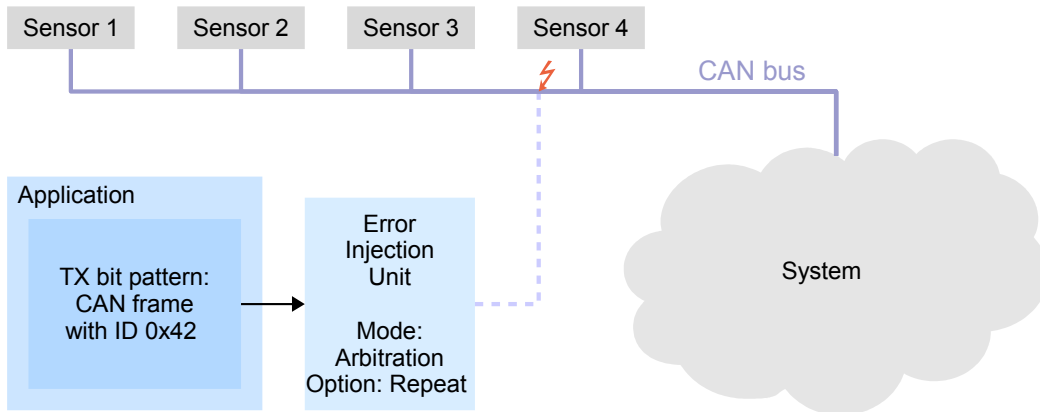 Sensor 1
Sensor 2
Sensor 3
Sensor 4
CAN bus
Application
TX bit pattern:
CAN frame
with ID 0x42
Error
Injection
Unit
Mode:
Arbitration
Option: Repeat
System